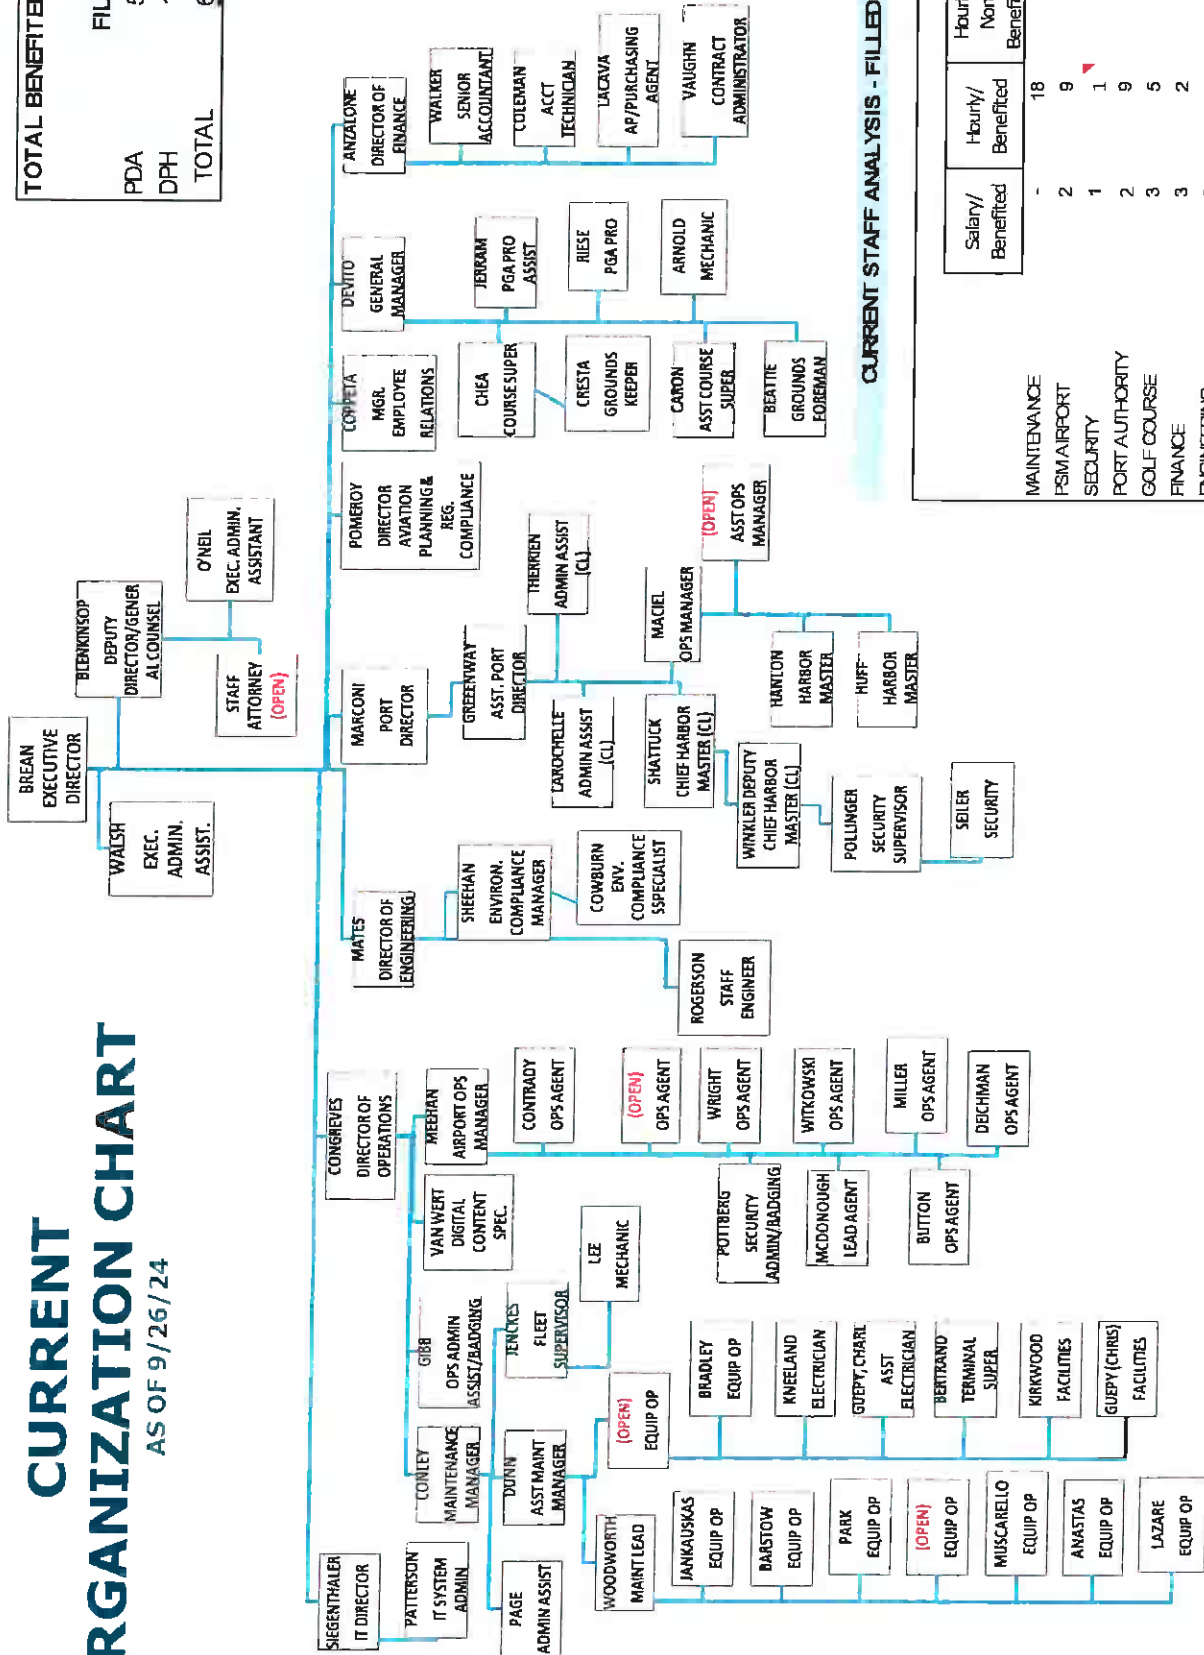 CURRENT
RGANIZATION CHART
AS OF 9/26/24
BREAN
EXECUTIVE
DIRECTOR
WALSH
EXEC.
ADMIN.
ASSIST.
BLENKINSOP
DEPUTY
DIRECTOR/GENER
AL COUNSEL
O'NEIL
EXEC. ADMIN.
ASSISTANT
STAFF
ATTORNEY
(OPEN)
SIEGENTHALER
IT DIRECTOR
PATTERSON
IT SYSTEM
ADMIN
CONGREVES
DIRECTOR OF
OPERATIONS
CONLEY
MAINTENANCE
MANAGER
GIBB
OPS ADMIN
ASSIST/BADGING
VAN WERT
DIGITAL
CONTENT
SPEC.
MEEHAN
AIRPORT OPS
MANAGER
PAGE
ADMIN ASSIST
DUNN
ASST MAINT
MANAGER
JENCKES
FLEET
SUPERVISOR
LEE
MECHANIC
WOODWORTH
MAINT LEAD
(OPEN)
EQUIP OP
JANKAUSKAS
EQUIP OP
BARSTOW
EQUIP OP
PARK
EQUIP OP
(OPEN)
EQUIP OP
MUSCARELLO
EQUIP OP
ANASTAS
EQUIP OP
LAZARE
EQUIP OP
BRADLEY
EQUIP OP
KNEELAND
ELECTRICIAN
GUEPY, CHARL
ASST
ELECTRICIAN
BERTRAND
TERMINAL
SUPER
KIRKWOOD
FACILITIES
GUEPY (CHRIS)
FACILITIES
CONTRADY
OPS AGENT
(OPEN)
OPS AGENT
WRIGHT
OPS AGENT
WITKOWSKI
OPS AGENT
MILLER
OPS AGENT
DEICHMAN
OPS AGENT
POTTBERG
SECURITY
ADMIN/BADGING
MCDONOUGH
LEAD AGENT
BUTTON
OPS AGENT
MATES
DIRECTOR OF
ENGINEERING
SHEEHAN
ENVIRON.
COMPLIANCE
MANAGER
COWBURN
ENV.
COMPLIANCE
SSPECIALIST
ROGERSON
STAFF
ENGINEER
MARCONI
PORT
DIRECTOR
GREEENWAY
ASST. PORT
DIRECTOR
THERRIEN
ADMIN ASSIST
(CL)
LAROCHELLE
ADMIN ASSIST
(CL)
MACIEL
OPS MANAGER
SHATTUCK
CHIEF HARBOR
MASTER (CL)
(OPEN)
ASST OPS
MANAGER
HANLON
HARBOR
MASTER
HUFF
HARBOR
MASTER
WINKLER DEPUTY
CHIEF HARBOR
MASTER (CL)
POLLINGER
SECURITY
SUPERVISOR
SEILER
SECURITY
POMEROY
DIRECTOR
AVIATION
PLANNING &
REG.
COMPLIANCE
COPPETA
MGR.
EMPLOYEE
RELATIONS
DEVITO
GENERAL
MANAGER
CHEA
COURSE SUPER
JERRAM
PGA PRO
ASSIST
CRESTA
GROUNDS
KEEPER
RIESE
PGA PRO
CARON
ASST COURSE
SUPER
ARNOLD
MECHANIC
BEATTIE
GROUNDS
FOREMAN
ANZALONE
DIRECTOR OF
FINANCE
WALKER
SENIOR
ACCOUNTANT
COLEMAN
ACCT
TECHNICIAN
LACAVA
AP/PURCHASING
AGENT
VAUGHN
CONTRACT
ADMINISTRATOR
TOTAL BENEFITE
FIL
PDA
DPH
TOTAL
CURRENT STAFF ANALYSIS - FILLED
Salary/
Benefited
Hourly/
Benefited
Hour
Non
Benefi
MAINTENANCE - 18
PSM AIRPORT 2 9
SECURITY 1 1
PORT AUTHORITY 2 9
GOLF COURSE 3 5
FINANCE 3 2